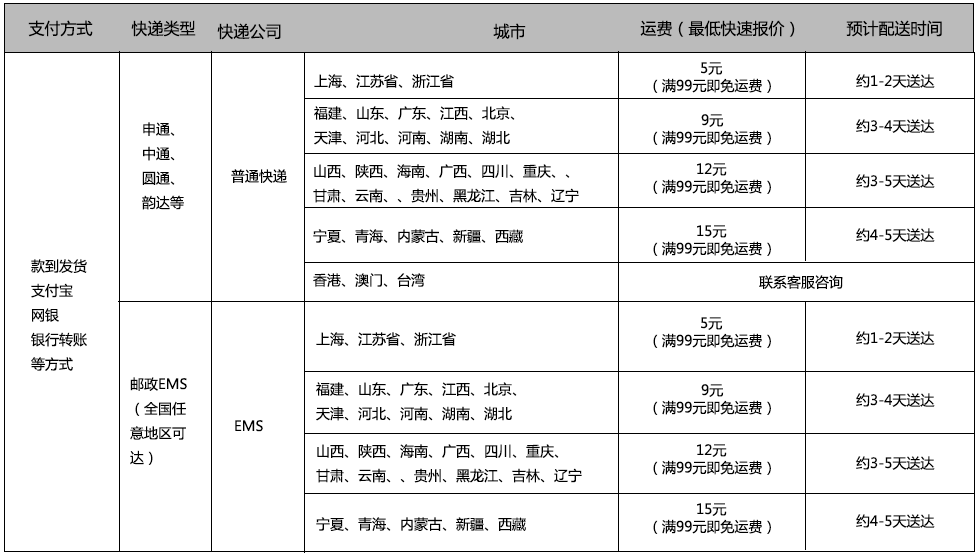 支付方式 快递类型 快递公司 城市 运费（最低快速报价） 预计配送时间
款到发货
支付宝
网银
银行转账
等方式
申通、
中通、
圆通、
韵达等
普通快递
上海、江苏省、浙江省
5元
（满99元即免运费）
约1-2天送达
福建、山东、广东、江西、北京、
天津、河北、河南、湖南、湖北
9元
（满99元即免运费）
约3-4天送达
山西、陕西、海南、广西、四川、重庆、、
甘肃、云南、、贵州、黑龙江、吉林、辽宁
12元
（满99元即免运费）
约3-5天送达
宁夏、青海、内蒙古、新疆、西藏
15元
（满99元即免运费）
约4-5天送达
香港、澳门、台湾
联系客服咨询
邮政EMS
（全国任
意地区可
达）
EMS
上海、江苏省、浙江省
5元
（满99元即免运费）
约1-2天送达
福建、山东、广东、江西、北京、
天津、河北、河南、湖南、湖北
9元
（满99元即免运费）
约3-4天送达
山西、陕西、海南、广西、四川、重庆、
甘肃、云南、、贵州、黑龙江、吉林、辽宁
12元
（满99元即免运费）
约3-5天送达
宁夏、青海、内蒙古、新疆、西藏
15元
（满99元即免运费）
约4-5天送达